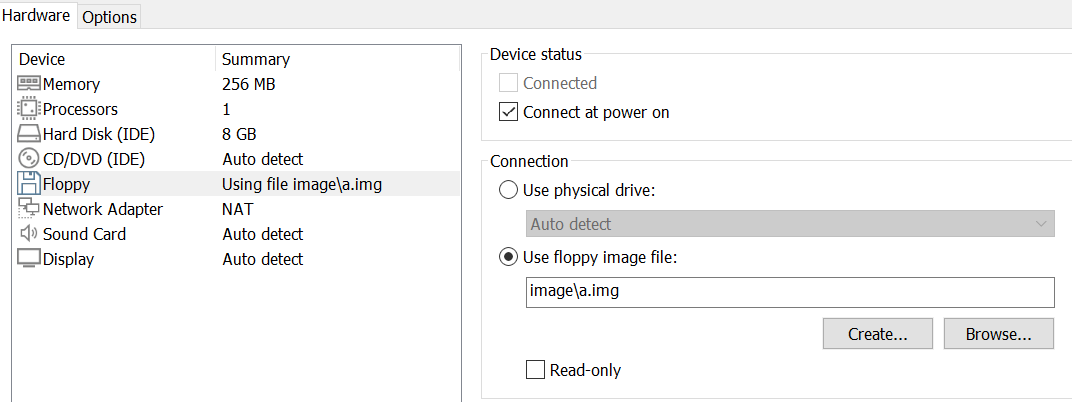 Hardware Options
Device Summary
Memory 256 MB
Processors 1
Hard Disk (IDE) 8 GB
CD/DVD (IDE) Auto detect
Floppy Using file image\a.img
Network Adapter NAT
Sound Card Auto detect
Display Auto detect
Device status
Connected
Connect at power on
Connection
Use physical drive:
Auto detect
Use floppy image file:
image\a.img
Create... Browse...
Read-only